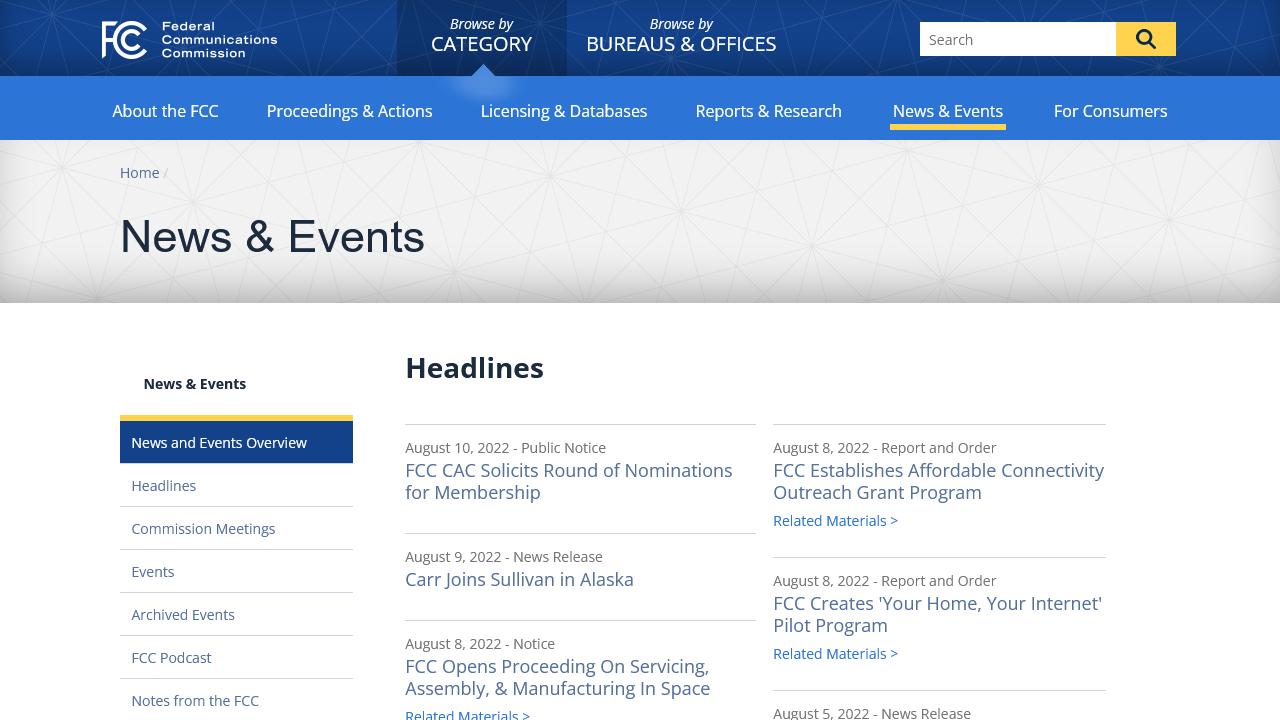 Federal
Communications
Commission
Browse by
CATEGORY
Browse by
BUREAUS & OFFICES
Search
About the FCC
Proceedings & Actions
Licensing & Databases
Reports & Research
News & Events
For Consumers
Home /
News & Events
News & Events
News and Events Overview
Headlines
Commission Meetings
Events
Archived Events
FCC Podcast
Notes from the FCC
Headlines
August 10, 2022 - Public Notice
FCC CAC Solicits Round of Nominations
for Membership
August 9, 2022 - News Release
Carr Joins Sullivan in Alaska
August 8, 2022 - Notice
FCC Opens Proceeding On Servicing,
Assembly, & Manufacturing In Space
Related Materials >
August 8, 2022 - Report and Order
FCC Establishes Affordable Connectivity
Outreach Grant Program
Related Materials >
August 8, 2022 - Report and Order
FCC Creates 'Your Home, Your Internet'
Pilot Program
Related Materials >
August 5, 2022 - News Release